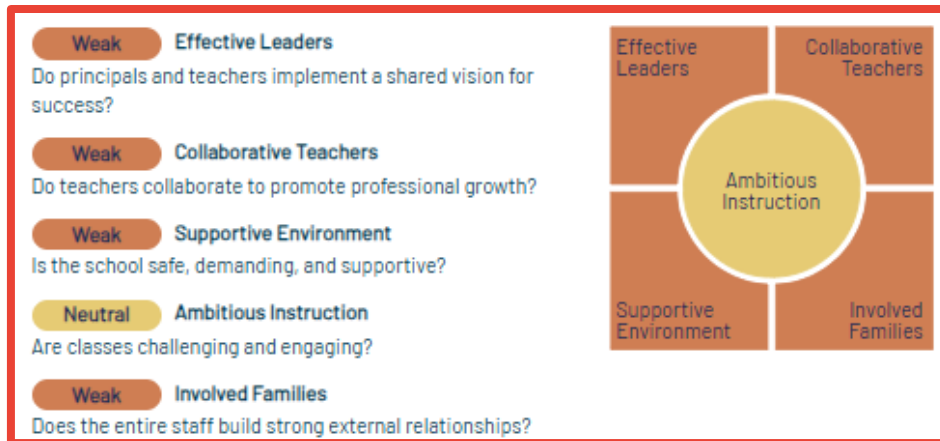 Weak Effective Leaders
Do principals and teachers implement a shared vision for
success?
Weak Collaborative Teachers
Do teachers collaborate to promote professional growth?
Weak Supportive Environment
Is the school safe, demanding, and supportive?
Neutral Ambitious Instruction
Are classes challenging and engaging?
Weak Involved Families
Does the entire staff build strong external relationships?
Effective
Leaders
Collaborative
Teachers
Ambitious
Instruction
Supportive
Environment
Involved
Families